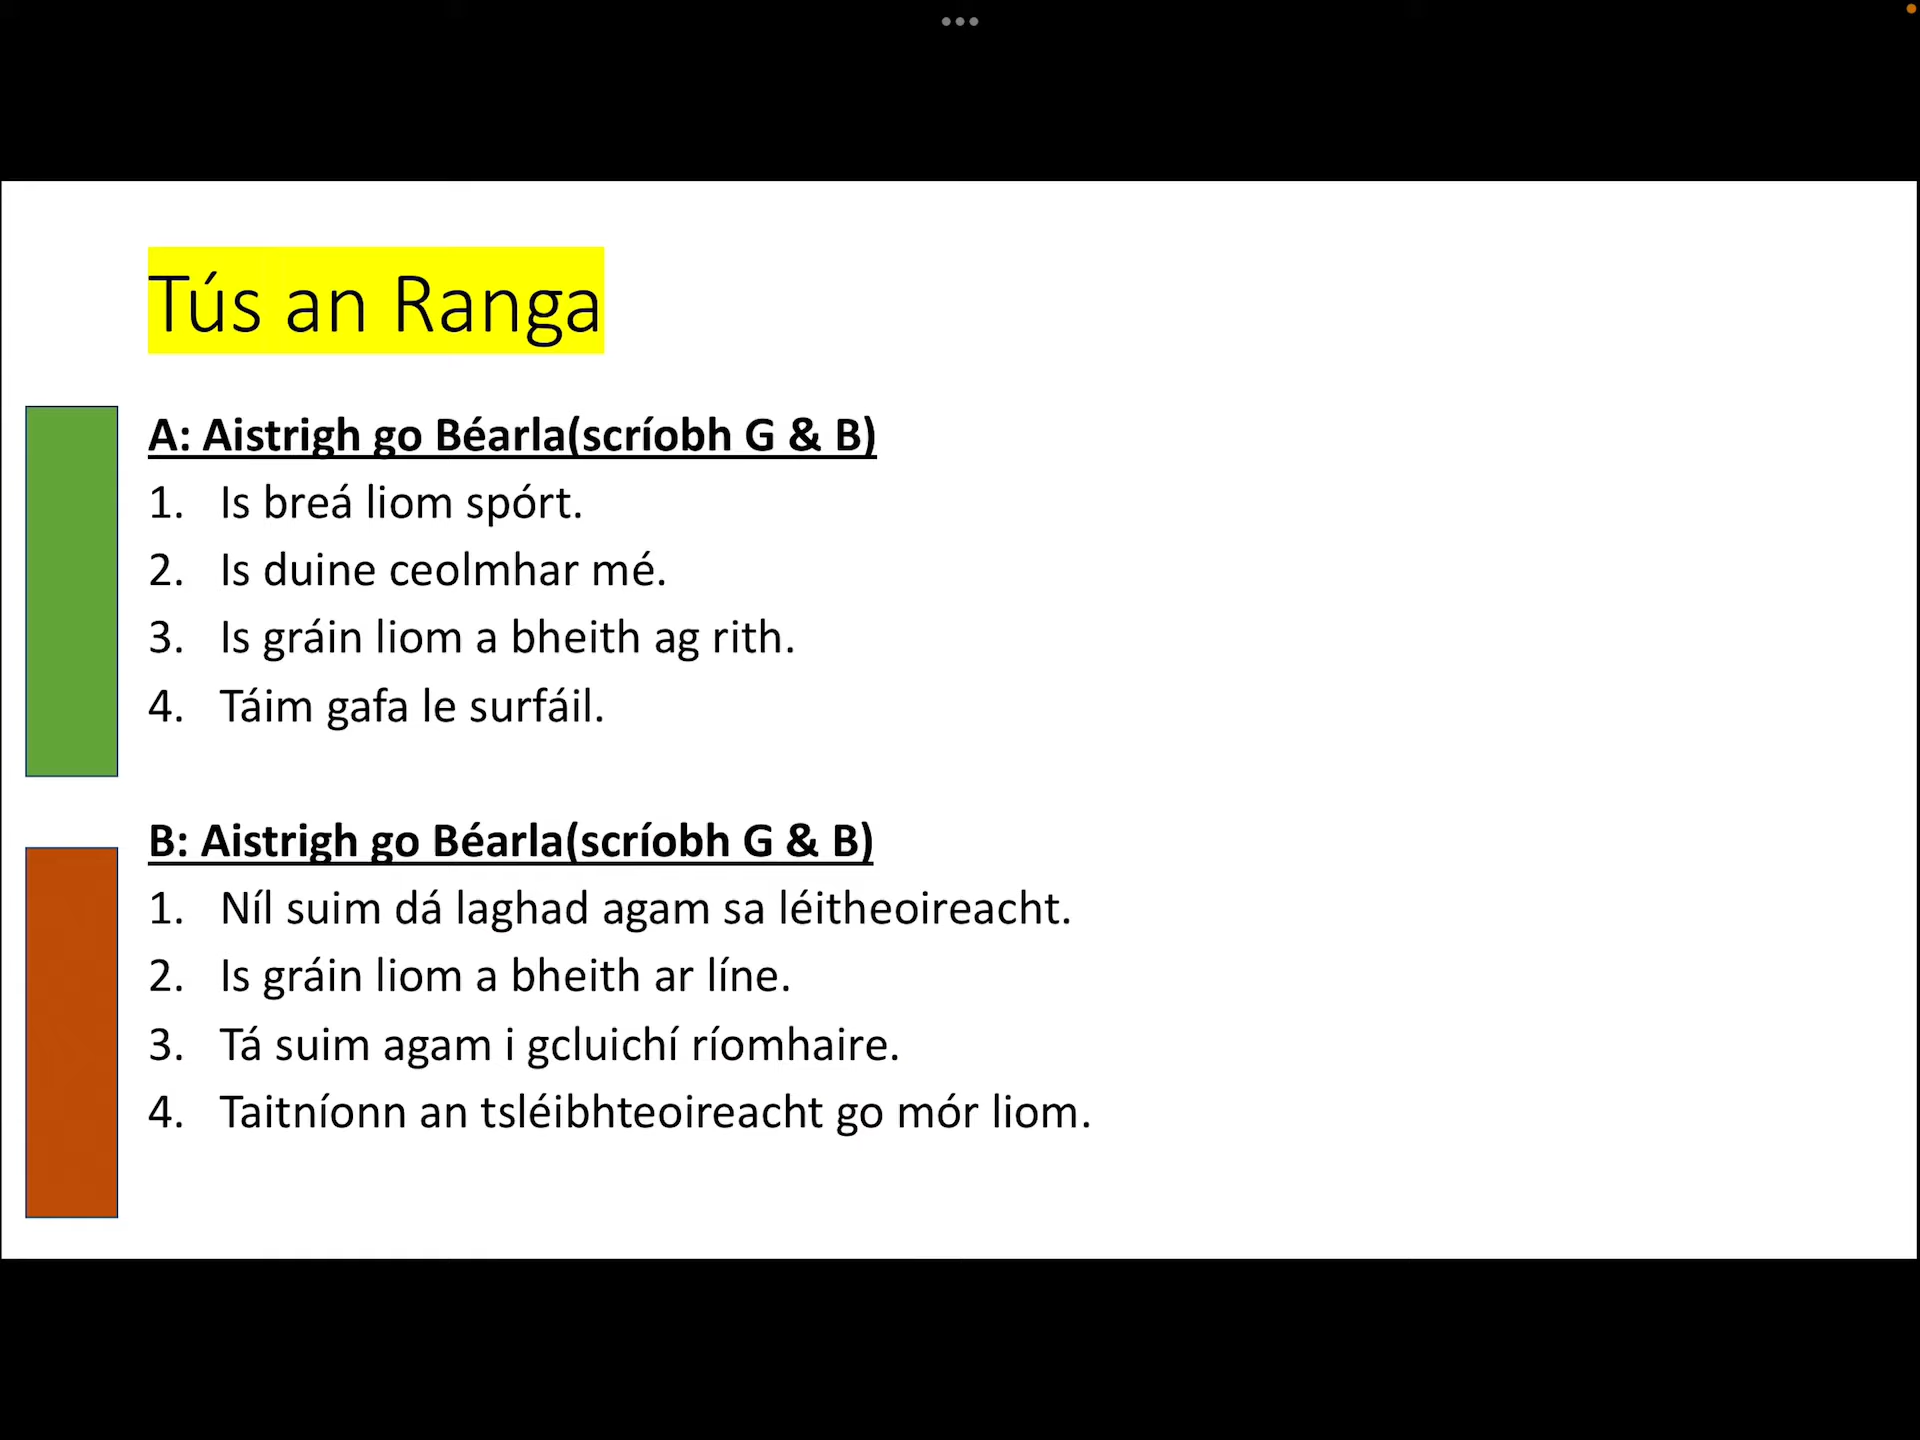 Tús an Ranga
A: Aistrigh go Béarla(scríobh G & B)
1. Is breá liom spórt.
2. Is duine ceolmhar mé.
3. Is gráin liom a bheith ag rith.
4. Táim gafa le surfáil.
B: Aistrigh go Béarla(scríobh G & B)
1. Níl suim dá laghad agam sa léitheoireacht.
2. Is gráin liom a bheith ar líne.
3. Tá suim agam i gcluichí ríomhaire.
4. Taitníonn an tsléibhteoireacht go mór liom.